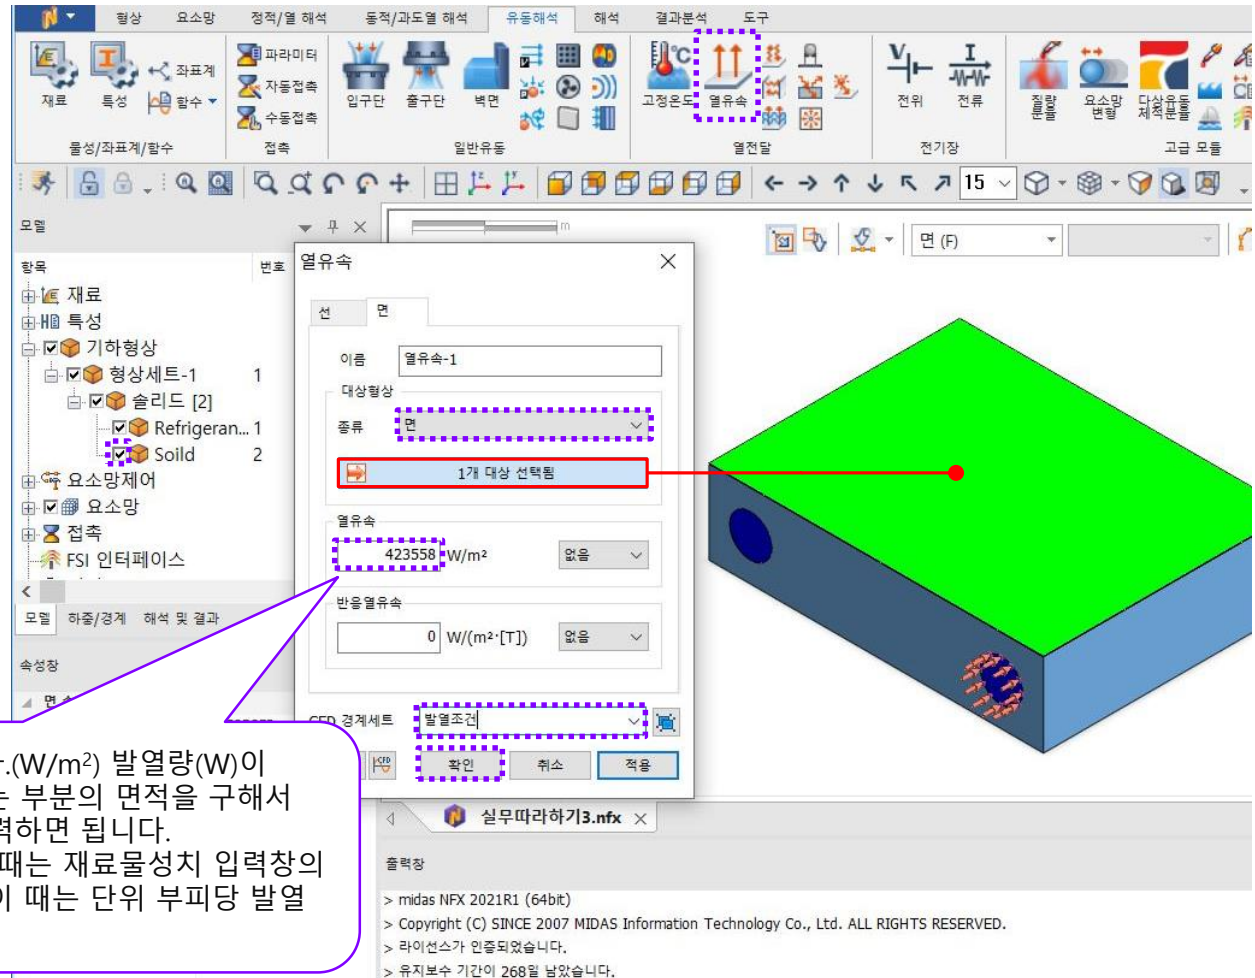 형상 요소망 정적/열 해석 동적/과도열 해석 유동해석 해석 결과분석 도구
재료 특성 좌표계 함수
파라미터
자동접촉
수동접촉
입구단 출구단 벽면
고정온도 열유속
전위 전류
질량분율 요소망변형 다상유동체적분율
물성/좌표계/함수 접촉 일반유동 열전달 전기장 고급 모듈
15
모델
m
면 (F)
항목 번호
재료
특성
기하형상
형상세트-1 1
솔리드 [2]
Refrigeran... 1
Soild 2
요소망제어
요소망
접촉
FSI 인터페이스
모델 하중/경계 해석 및 결과
속성창
열유속
선 면
이름 열유속-1
대상형상
종류 면
1개 대상 선택됨
열유속
423558 W/m²
없음
반응열유속
0 W/(m²·[T])
없음
CFD 경계세트 발열조건
확인 취소 적용
.(W/m²) 발열량(W)이
부분의 면적을 구해서
력하면 됩니다.
때는 재료물성치 입력창의
이 때는 단위 부피당 발열
실무따라하기3.nfx
출력창
> midas NFX 2021R1 (64bit)
> Copyright (C) SINCE 2007 MIDAS Information Technology Co., Ltd. ALL RIGHTS RESERVED.
> 라이선스가 인증되었습니다.
> 유지보수 기간이 268일 남았습니다.